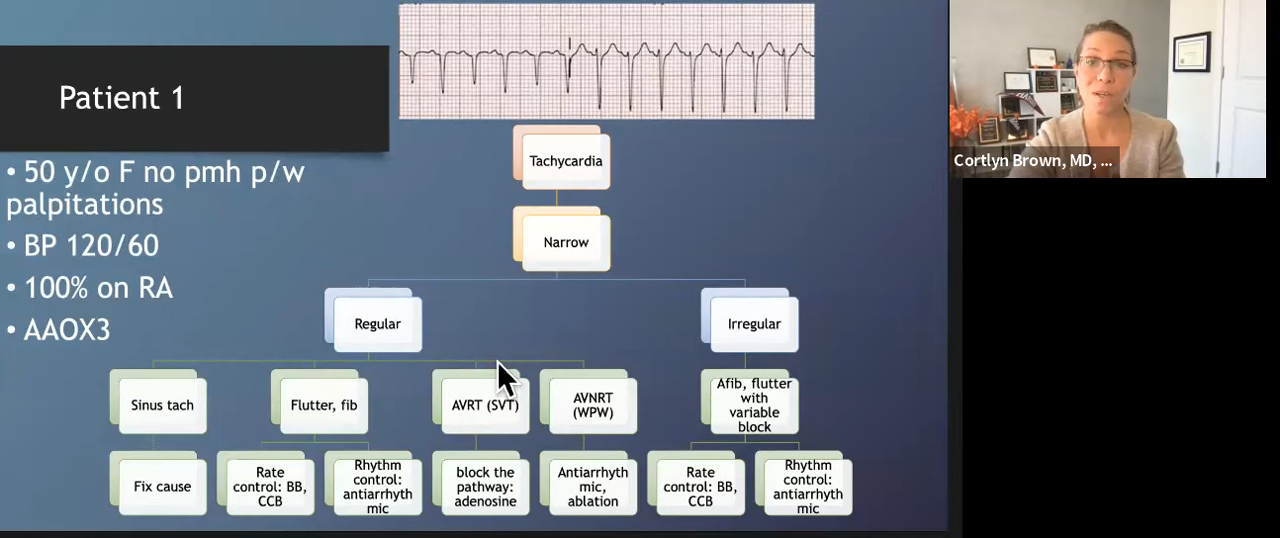 Patient 1
• 50 y/o F no pmh p/w
palpitations
• BP 120/60
• 100% on RA
• AAOX3
Tachycardia
Narrow
Regular
Irregular
Sinus tach
Flutter, fib
AVRT (SVT)
AVNRT
(WPW)
Afib, flutter
with
variable
block
Fix cause
Rate
control: BB,
CCB
Rhythm
control:
antiarrhyth
mic
block the
pathway:
adenosine
Antiarrhyth
mic,
ablation
Rate
control: BB,
CCB
Rhythm
control:
antiarrhyth
mic
Cortlyn Brown, MD, ...